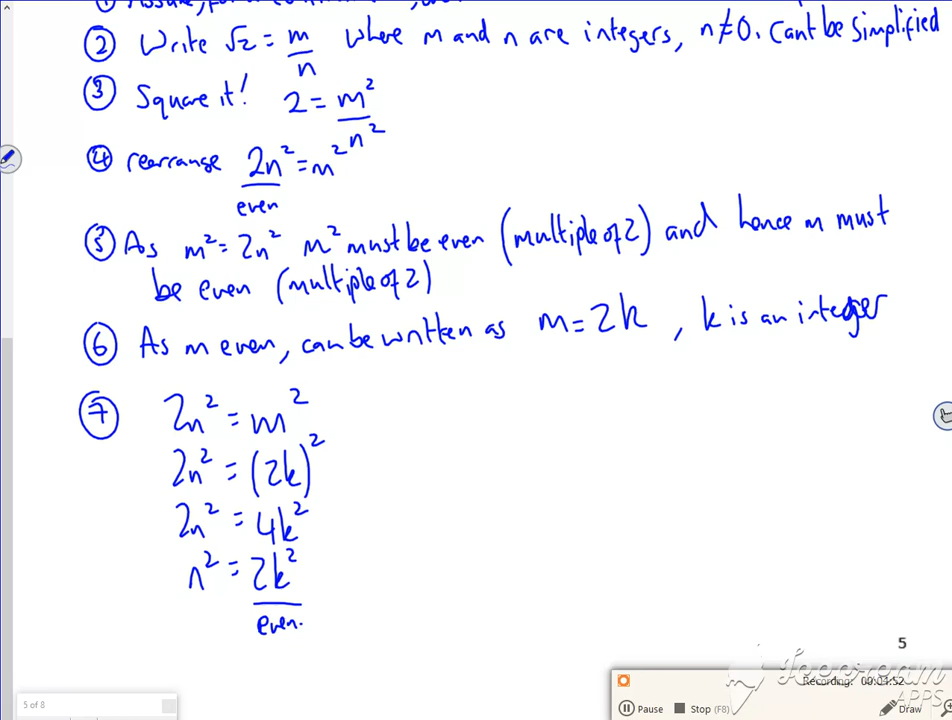 ② Write √2 = m/n where m and n are integers, n≠0. Can't be simplified
③ Square it! 2 = m²/n²
④ rearrange 2n² = m²
even
⑤ As m² = 2n² m² must be even (multiple of 2) and hence m must
be even (multiple of 2)
⑥ As m even, can be written as m = 2k, k is an integer
⑦ 2n² = m²
2n² = (2k)²
2n² = 4k²
n² = 2k²
even.
5
5 of 8
Icecream
APPS
Recording: 00:04:52
Pause Stop (F8) Draw